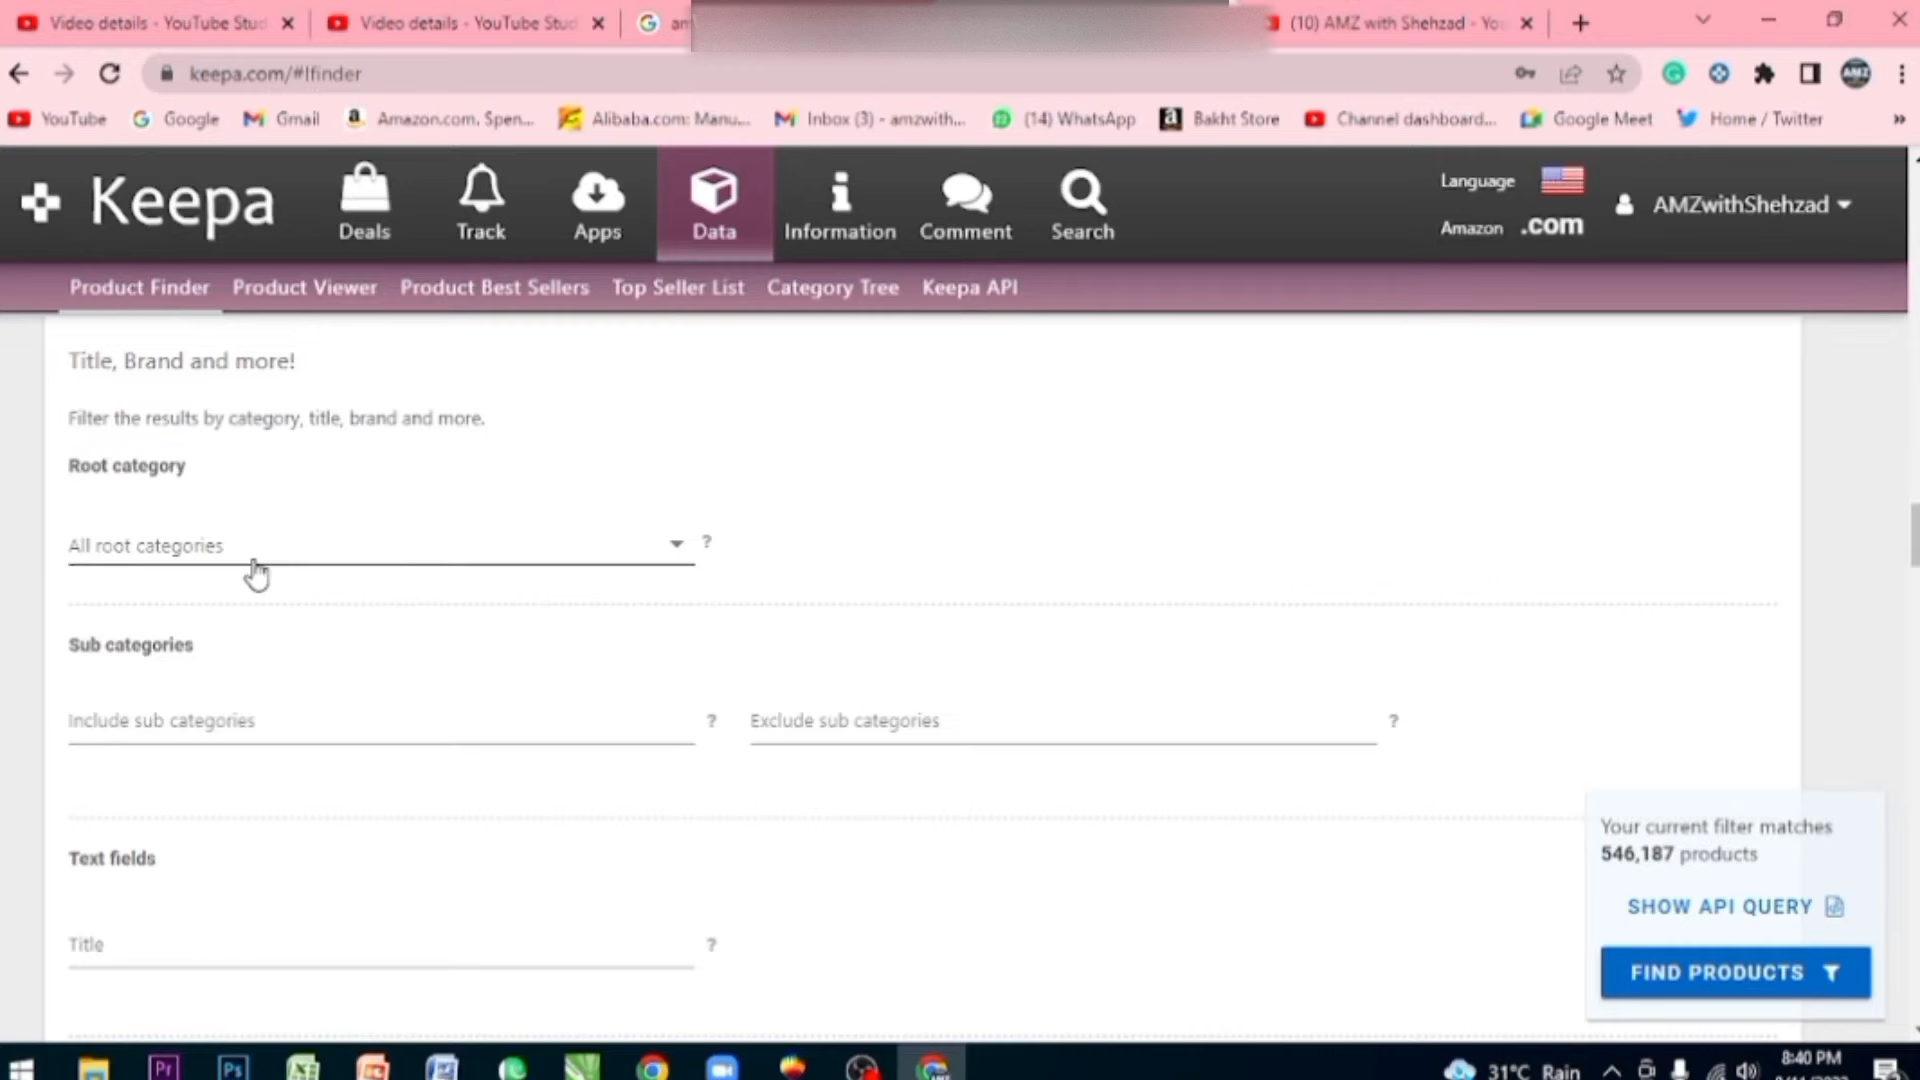 Video details - YouTube Stud
Video details - YouTube Stud
am
(10) AMZ with Shehzad - You
keepa.com/#!finder
YouTube
Google
Gmail
Amazon.com. Spen...
Alibaba.com: Manu...
Inbox (3) - amzwith...
(14) WhatsApp
Bakht Store
Channel dashboard...
Google Meet
Home / Twitter
»
Keepa
Deals
Track
Apps
Data
Information
Comment
Search
Language
Amazon .com
AMZwithShehzad
Product Finder
Product Viewer
Product Best Sellers
Top Seller List
Category Tree
Keepa API
Title, Brand and more!
Filter the results by category, title, brand and more.
Root category
All root categories ?
Sub categories
Include sub categories ?
Exclude sub categories ?
Text fields
Title ?
Your current filter matches
546,187 products
SHOW API QUERY
FIND PRODUCTS
31°C Rain
8:40 PM